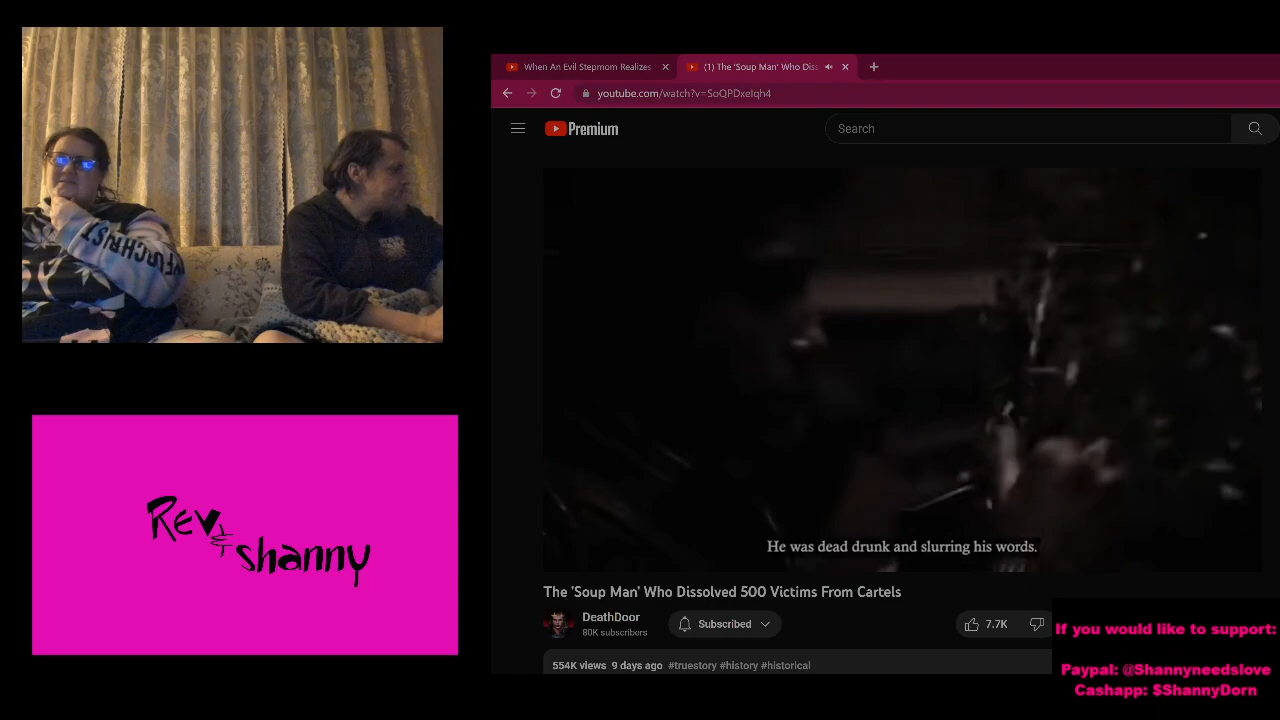 When An Evil Stepmom Realizes
(1) The 'Soup Man' Who Diss
youtube.com/watch?v=SoQPDxeIqh4
Premium
Search
He was dead drunk and slurring his words.
The 'Soup Man' Who Dissolved 500 Victims From Cartels
DeathDoor
80K subscribers
Subscribed
7.7K
554K views 9 days ago #truestory #history #historical
Rev
&
shanny
If you would like to support:
Paypal: @Shannyneedslove
Cashapp: $ShannyDorn